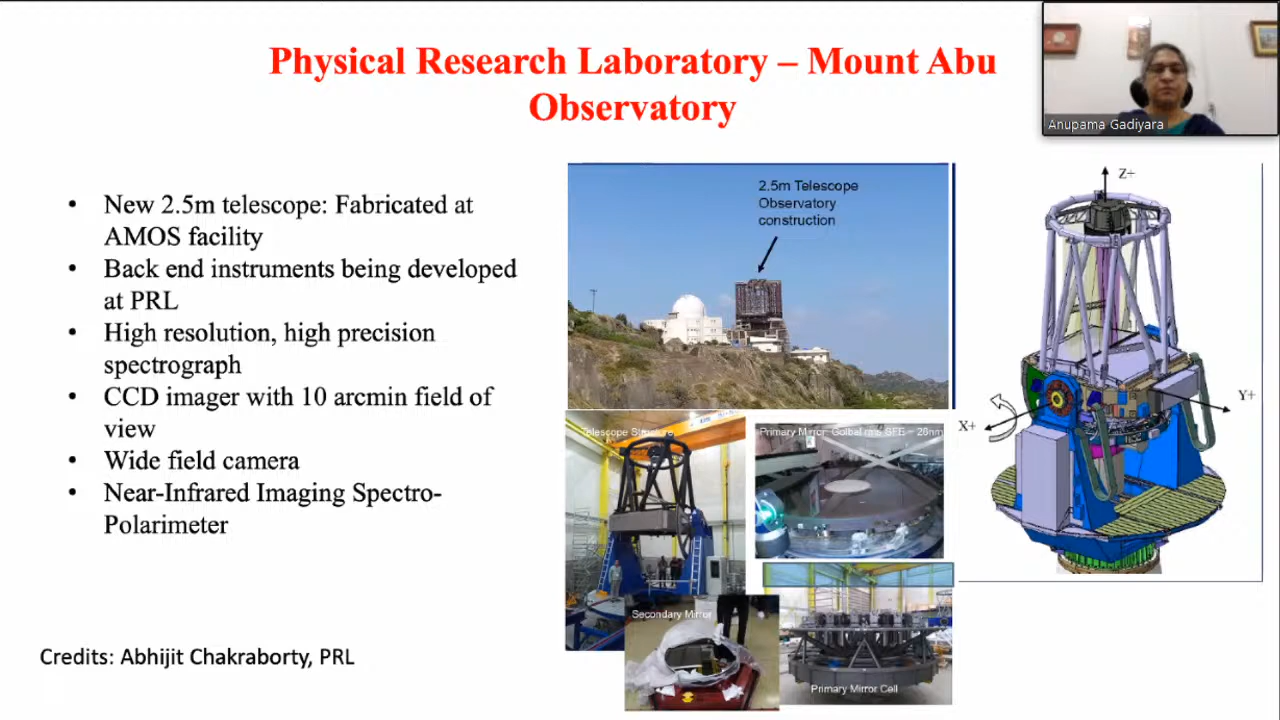 Physical Research Laboratory – Mount Abu
Observatory
Anupama Gadiyara
• New 2.5m telescope: Fabricated at
AMOS facility
• Back end instruments being developed
at PRL
• High resolution, high precision
spectrograph
• CCD imager with 10 arcmin field of
view
• Wide field camera
• Near-Infrared Imaging Spectro-
Polarimeter
2.5m Telescope
Observatory
construction
Z+
Y+
X+
Telescope Structure
Primary Mirror: Golbal rms SFE ~ 20nm
Secondary Mirror
Primary Mirror Cell
Credits: Abhijit Chakraborty, PRL